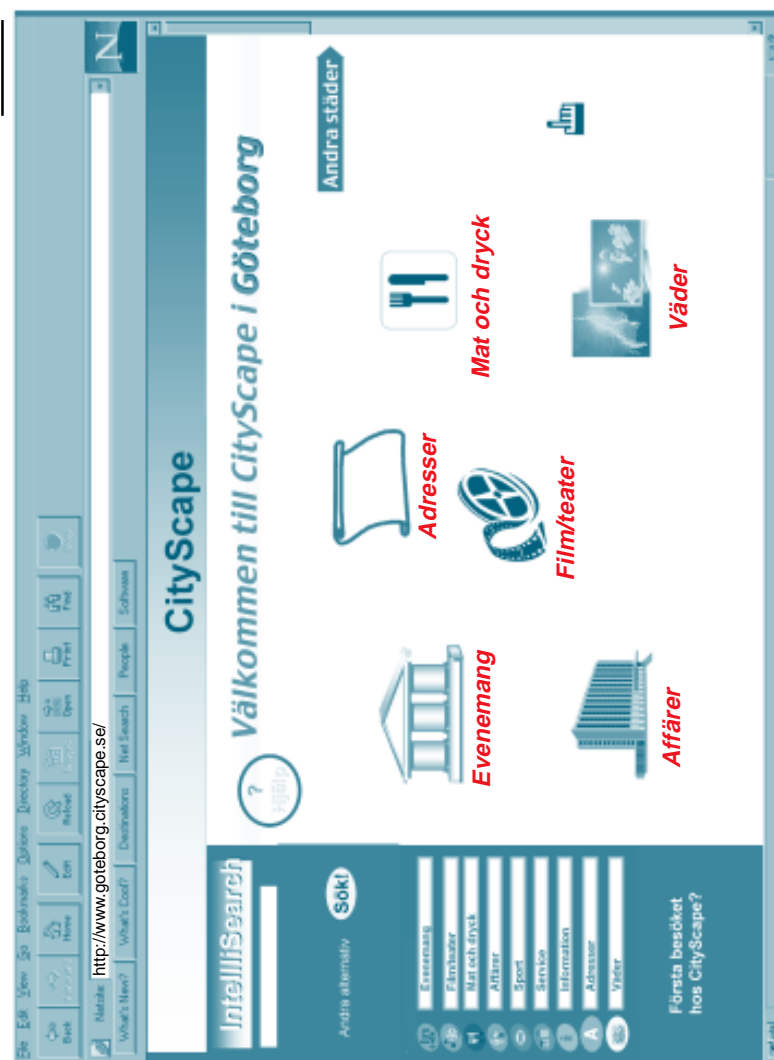 File Edit View Go Bookmarks Options Directory Window Help
Back
Home
Edit
Reload
Open
Print
Find
Netsite: http://www.goteborg.cityscape.se/
What's New?
What's Cool?
Destinations
Net Search
People
Software
N
CityScape
IntelliSearch
Andra alternativ
Sök!
Evenemang
Film/teater
Mat och dryck
Affärer
Sport
Service
Information
A Adresser
Väder
Första besöket
hos CityScape?
?
Hjälp
Välkommen till CityScape i Göteborg
Andra städer
Evenemang
Adresser
Mat och dryck
Affärer
Film/teater
Väder